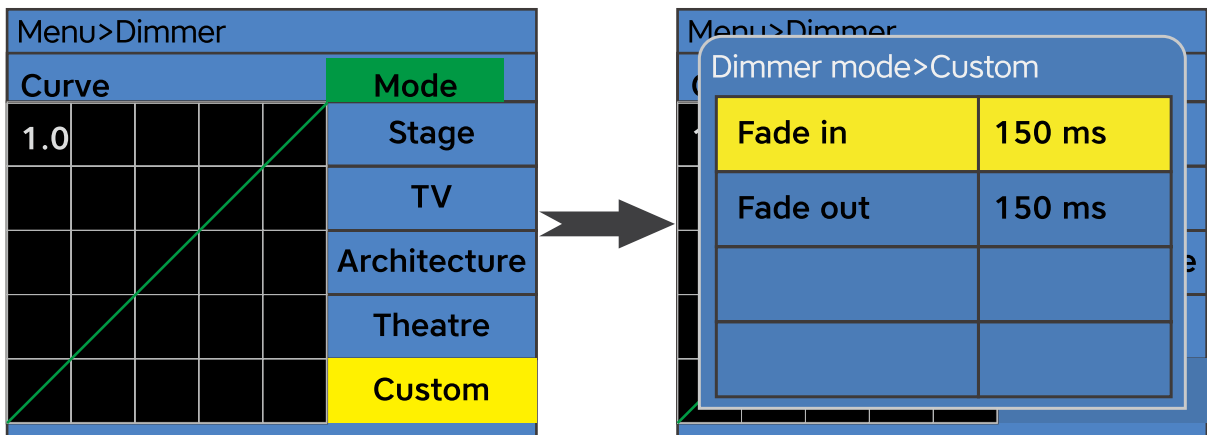 Menu>Dimmer
Curve Mode
1.0 Stage
TV
Architecture
Theatre
Custom
Menu>Dimmer
Dimmer mode>Custom
Fade in 150 ms
Fade out 150 ms